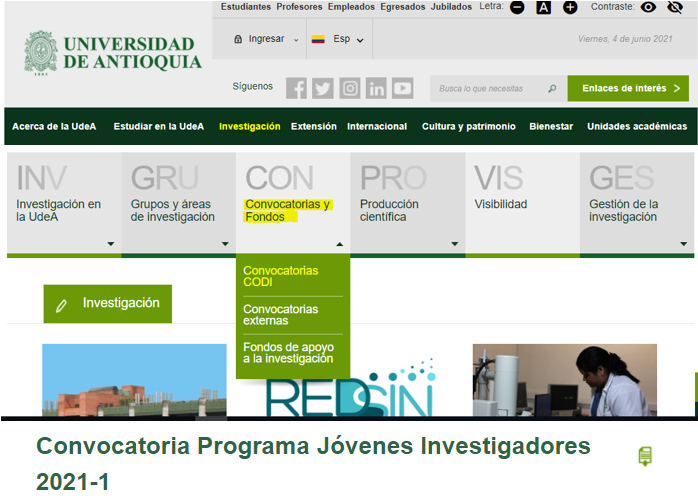 Estudiantes Profesores Empleados Egresados Jubilados Letra: A Contraste:
UNIVERSIDAD
DE ANTIOQUIA
1803
Ingresar
Esp
Viernes, 4 de junio 2021
Síguenos
Busca lo que necesitas
Enlaces de interés
Acerca de la UdeA Estudiar en la UdeA Investigación Extensión Internacional Cultura y patrimonio Bienestar Unidades académicas
INV
Investigación en
la UdeA
GRU
Grupos y áreas
de investigación
CON
Convocatorias y
Fondos
PRO
Producción
científica
VIS
Visibilidad
GES
Gestión de la
investigación
Convocatorias
CODI
Convocatorias
externas
Fondos de apoyo
a la investigación
Investigación
REDSIN
Convocatoria Programa Jóvenes Investigadores
2021-1